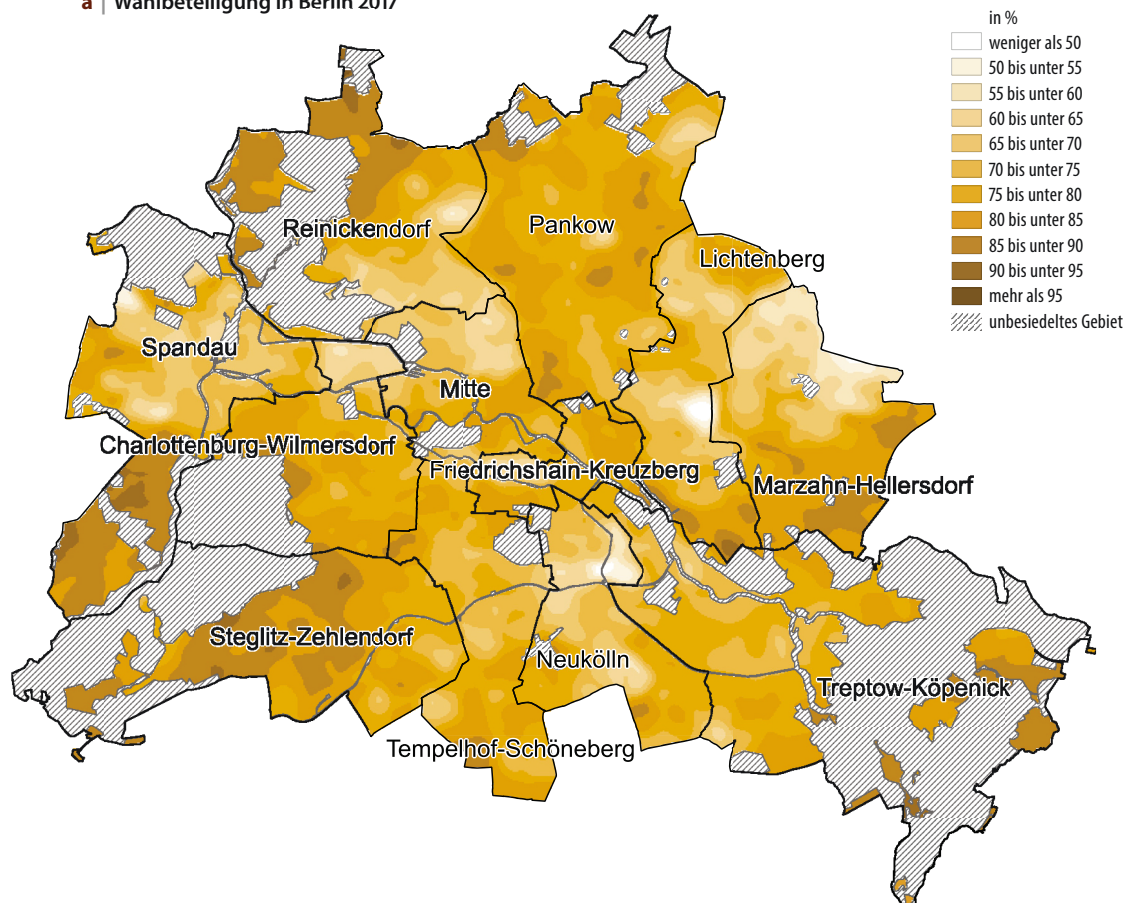 a | Wahlbeteiligung in Berlin 2017
in %
weniger als 50
50 bis unter 55
55 bis unter 60
60 bis unter 65
65 bis unter 70
70 bis unter 75
75 bis unter 80
80 bis unter 85
85 bis unter 90
90 bis unter 95
mehr als 95
unbesiedeltes Gebiet
Reinickendorf
Pankow
Lichtenberg
Spandau
Mitte
Charlottenburg-Wilmersdorf
Friedrichshain-Kreuzberg
Marzahn-Hellersdorf
Steglitz-Zehlendorf
Neukölln
Treptow-Köpenick
Tempelhof-Schöneberg